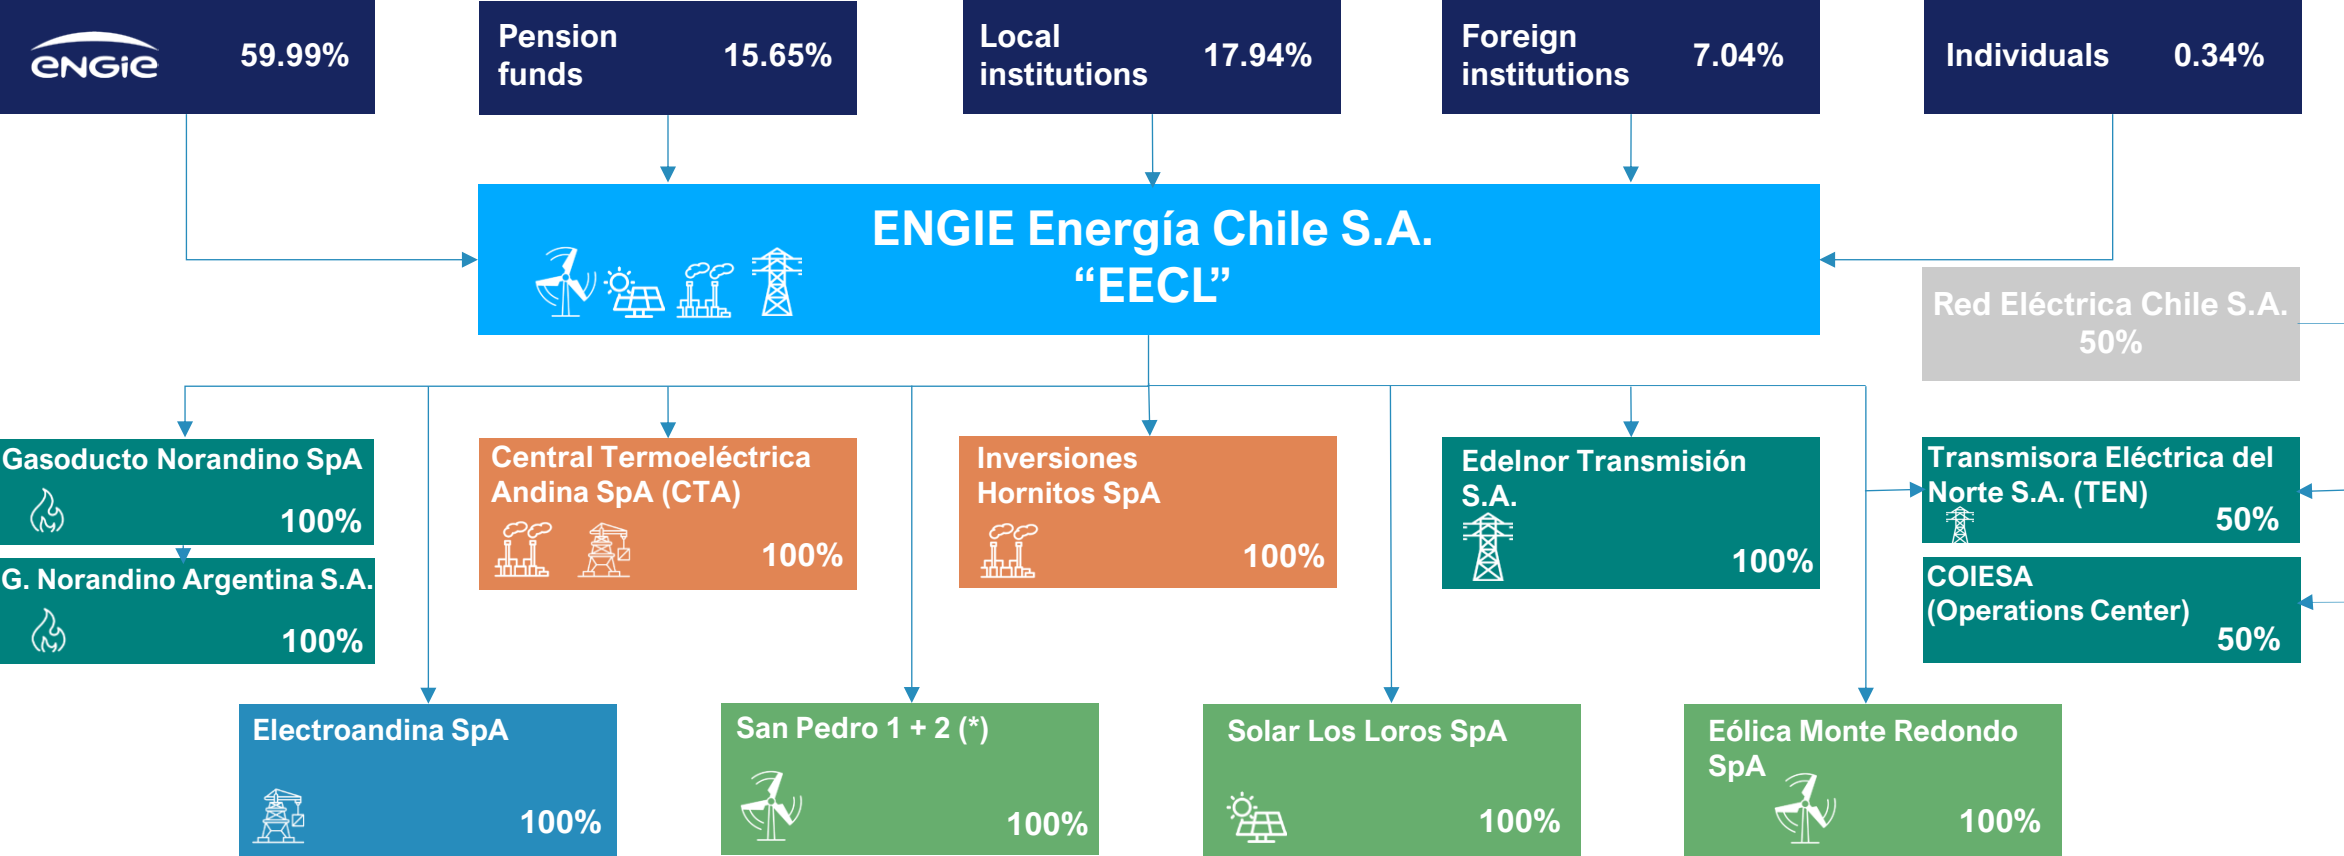 ENGIE
59.99%
Pension
funds
15.65%
Local
institutions
17.94%
Foreign
institutions
7.04%
Individuals
0.34%
ENGIE Energía Chile S.A.
“EECL”
Red Eléctrica Chile S.A.
50%
Gasoducto Norandino SpA
100%
G. Norandino Argentina S.A.
100%
Central Termoeléctrica
Andina SpA (CTA)
100%
Inversiones
Hornitos SpA
100%
Edelnor Transmisión
S.A.
100%
Transmisora Eléctrica del
Norte S.A. (TEN)
50%
COIESA
(Operations Center)
50%
Electroandina SpA
100%
San Pedro 1 + 2 (*)
100%
Solar Los Loros SpA
100%
Eólica Monte Redondo
SpA
100%